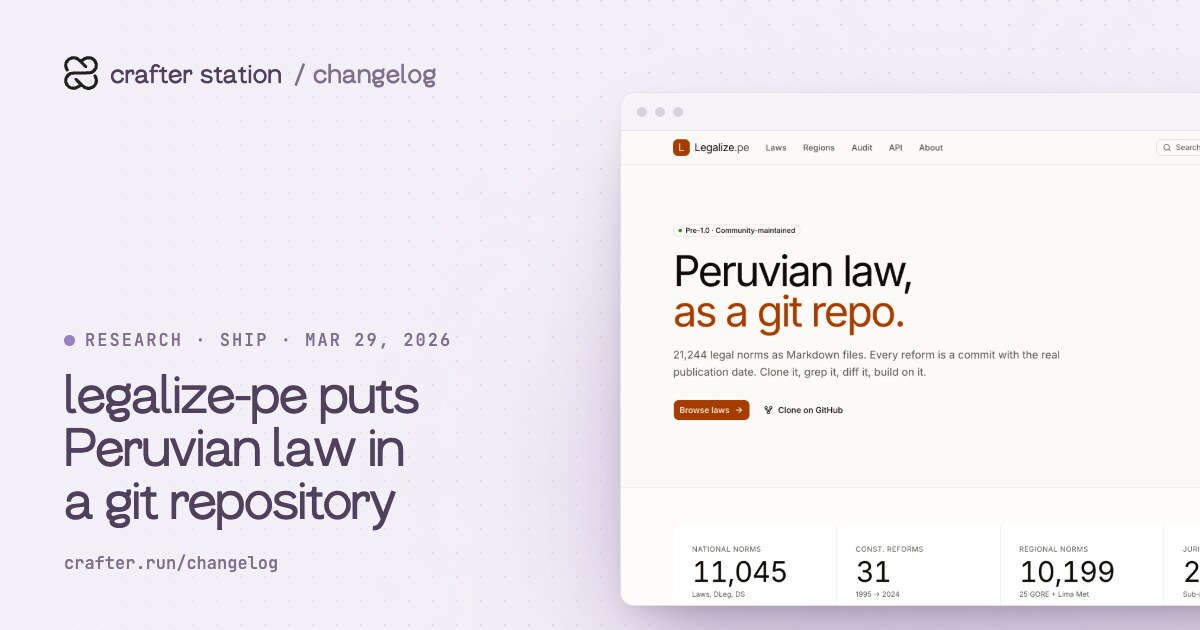 crafter station / changelog
RESEARCH · SHIP · MAR 29, 2026
legalize-pe puts
Peruvian law in
a git repository
crafter.run/changelog
L Legalize.pe Laws Regions Audit API About Search
Pre-1.0 · Community-maintained
Peruvian law,
as a git repo.
21,244 legal norms as Markdown files. Every reform is a commit with the real
publication date. Clone it, grep it, diff it, build on it.
Browse laws → Clone on GitHub
NATIONAL NORMS CONST. REFORMS REGIONAL NORMS
11,045 31 10,199
Laws, DLeg, DS 1995 → 2024 25 GORE + Lima Met